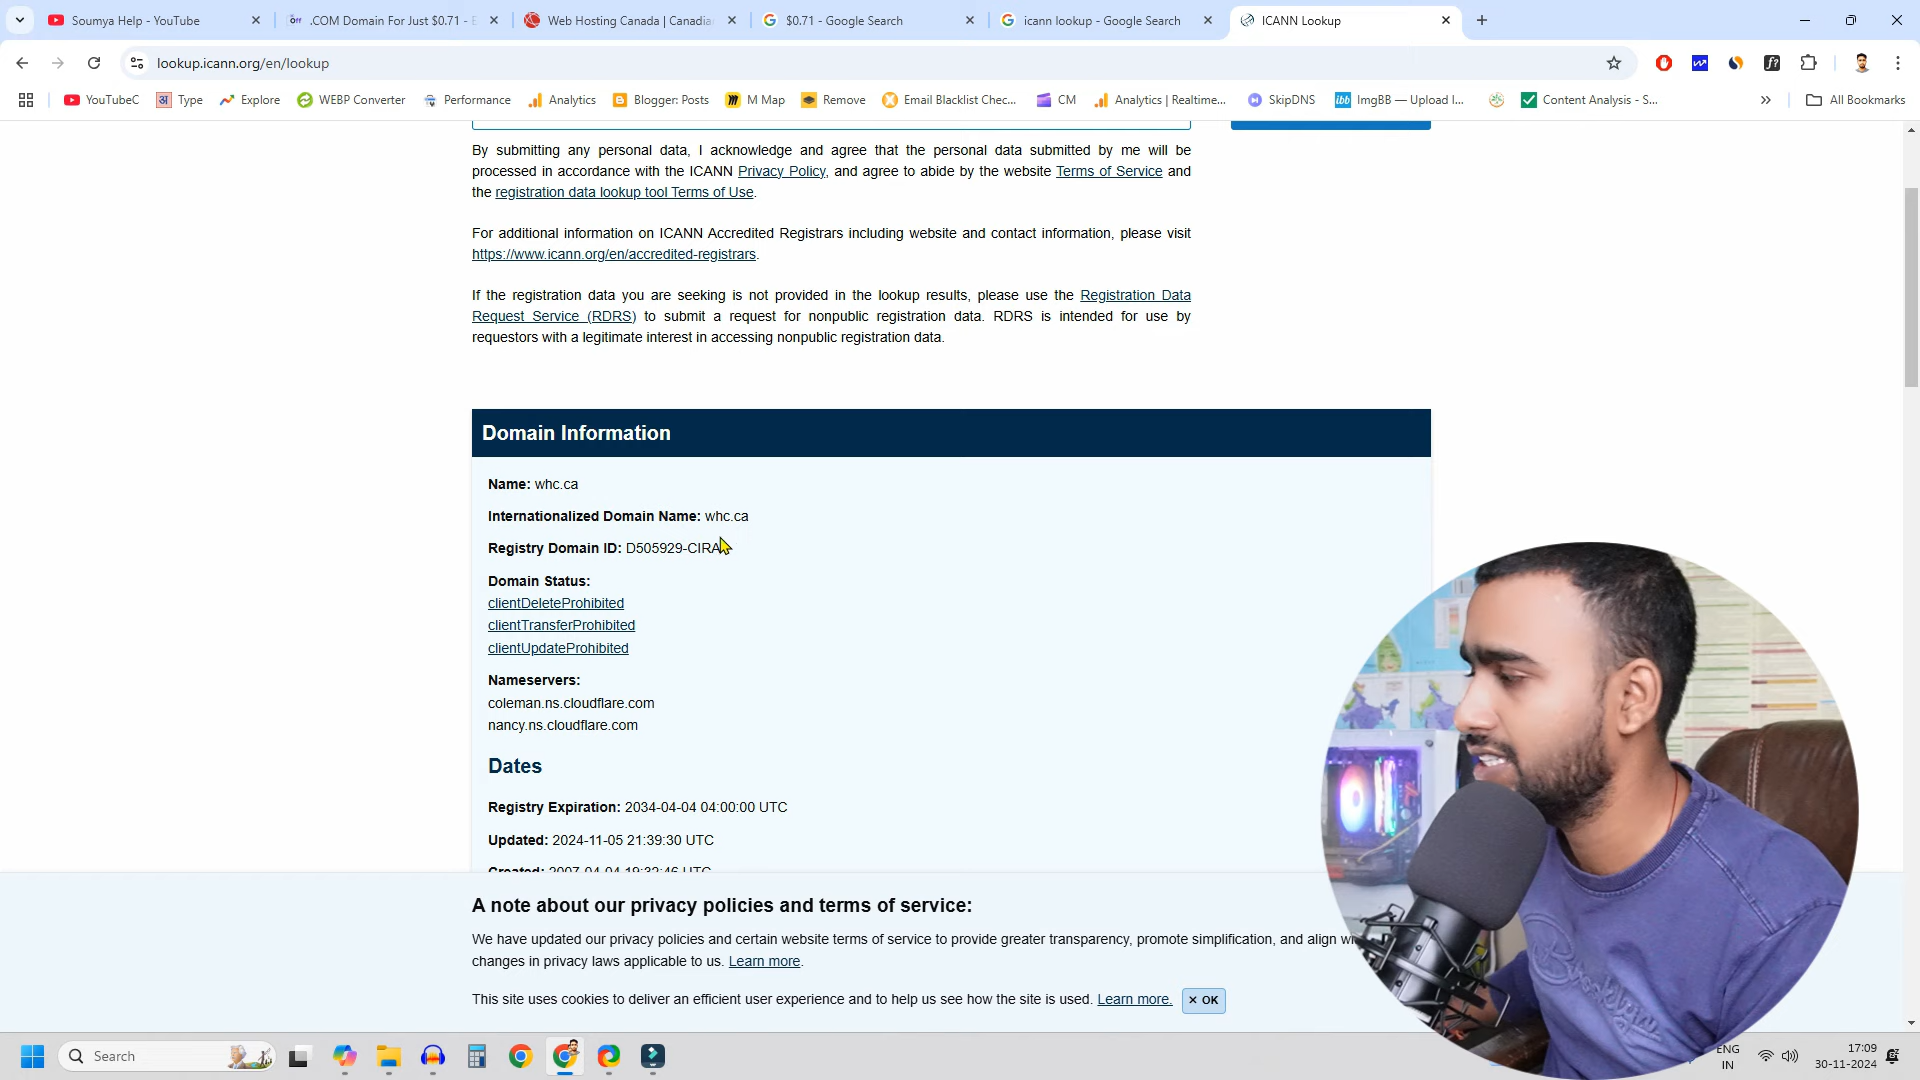 Soumya Help - YouTube
.COM Domain For Just $0.71 -
Web Hosting Canada | Canadia
$0.71 - Google Search
icann lookup - Google Search
ICANN Lookup
lookup.icann.org/en/lookup
YouTubeC
Type
Explore
WEBP Converter
Performance
Analytics
Blogger: Posts
M Map
Remove
Email Blacklist Chec...
CM
Analytics | Realtime...
SkipDNS
ImgBB — Upload I...
Content Analysis - S...
All Bookmarks
By submitting any personal data, I acknowledge and agree that the personal data submitted by me will be
processed in accordance with the ICANN Privacy Policy, and agree to abide by the website Terms of Service and
the registration data lookup tool Terms of Use.
For additional information on ICANN Accredited Registrars including website and contact information, please visit
https://www.icann.org/en/accredited-registrars.
If the registration data you are seeking is not provided in the lookup results, please use the Registration Data
Request Service (RDRS) to submit a request for nonpublic registration data. RDRS is intended for use by
requestors with a legitimate interest in accessing nonpublic registration data.
Domain Information
Name: whc.ca
Internationalized Domain Name: whc.ca
Registry Domain ID: D505929-CIRA
Domain Status:
clientDeleteProhibited
clientTransferProhibited
clientUpdateProhibited
Nameservers:
coleman.ns.cloudflare.com
nancy.ns.cloudflare.com
Dates
Registry Expiration: 2034-04-04 04:00:00 UTC
Updated: 2024-11-05 21:39:30 UTC
Created: 2007-04-04 19:32:46 UTC
A note about our privacy policies and terms of service:
We have updated our privacy policies and certain website terms of service to provide greater transparency, promote simplification, and align
changes in privacy laws applicable to us. Learn more.
This site uses cookies to deliver an efficient user experience and to help us see how the site is used. Learn more. × OK
Search
ENG
IN
17:09
30-11-2024